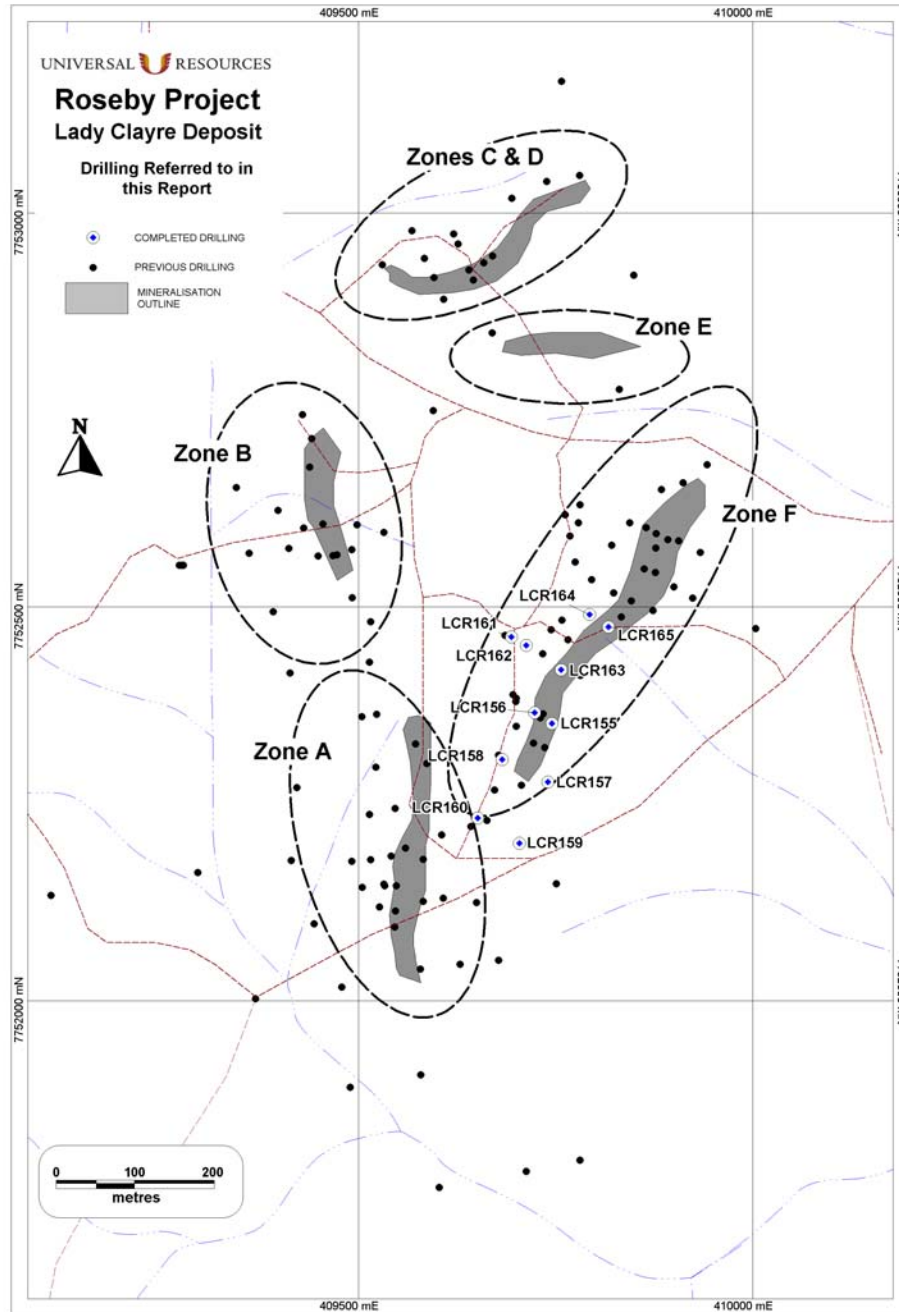 409500 mE
410000 mE
UNIVERSAL RESOURCES
Roseby Project
Lady Clayre Deposit
Drilling Referred to in
this Report
COMPLETED DRILLING
PREVIOUS DRILLING
MINERALISATION
OUTLINE
Zones C & D
7753000 mN
Zone E
N
Zone B
Zone F
7752500 mN
LCR164
LCR161
LCR165
LCR162
LCR163
LCR156
LCR155
Zone A
LCR158
LCR157
LCR160
LCR159
7752000 mN
0 100 200
metres
409500 mE
410000 mE